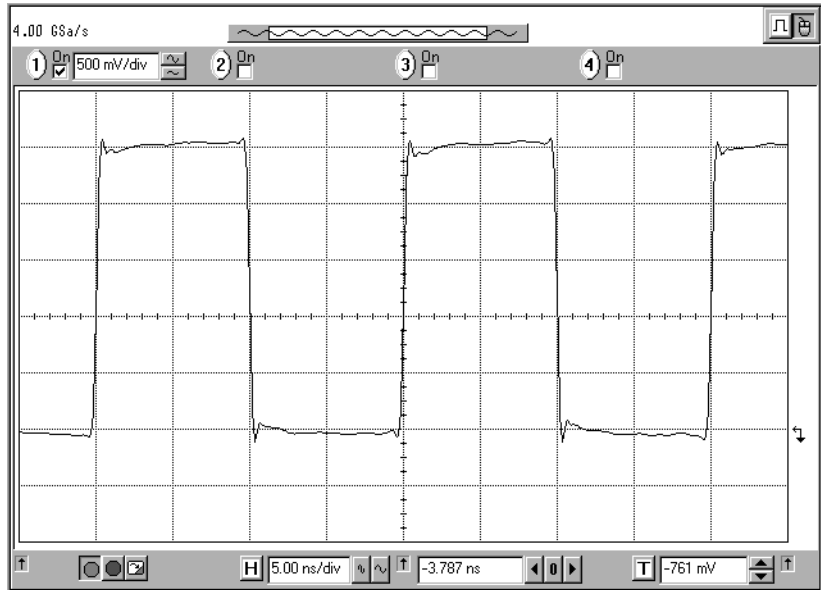 4.00 GSa/s
1 On 500 mV/div 2 On 3 On 4 On
H 5.00 ns/div -3.787 ns 0 T -761 mV